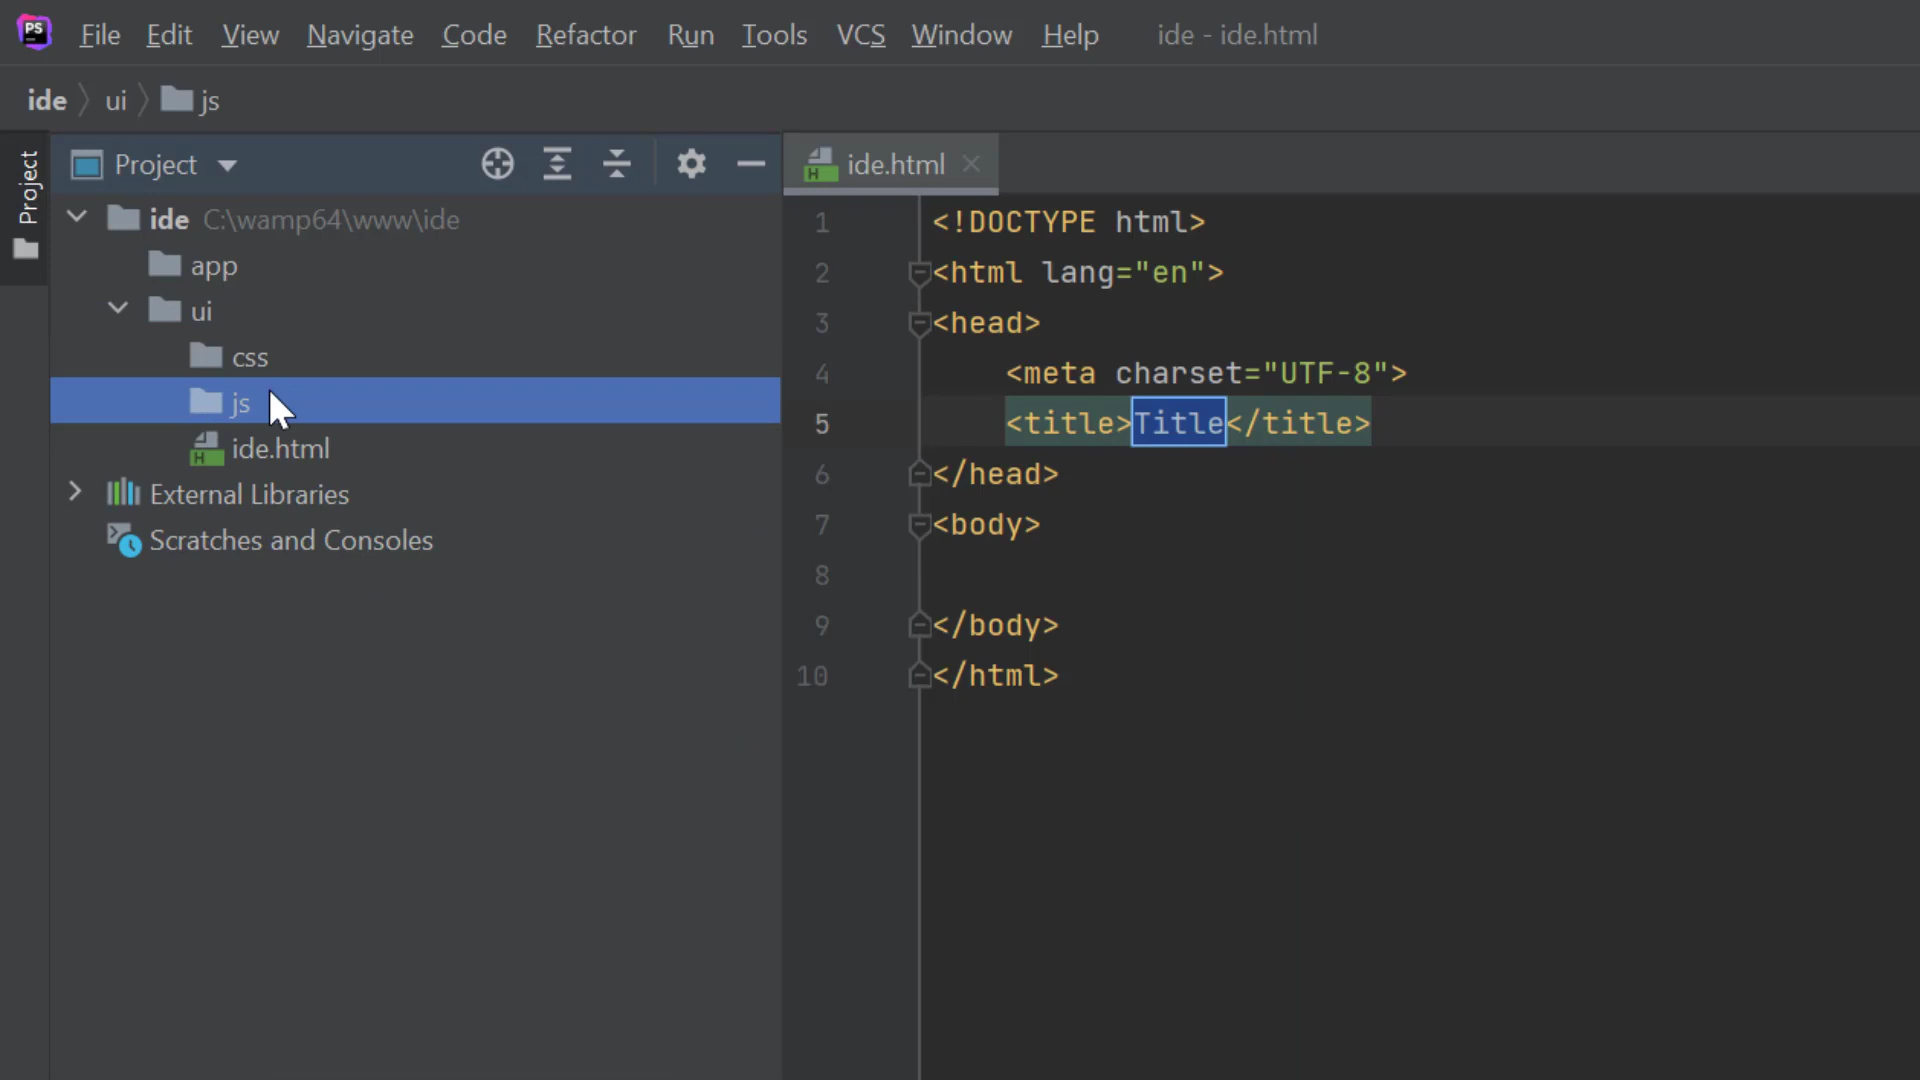 PS File Edit View Navigate Code Refactor Run Tools VCS Window Help ide - ide.html
ide ui js
Project
Project
ide C:\wamp64\www\ide
app
ui
css
js
ide.html
External Libraries
Scratches and Consoles
ide.html
1 <!DOCTYPE html>
2 <html lang="en">
3 <head>
4 <meta charset="UTF-8">
5 <title>Title</title>
6 </head>
7 <body>
8
9 </body>
10 </html>